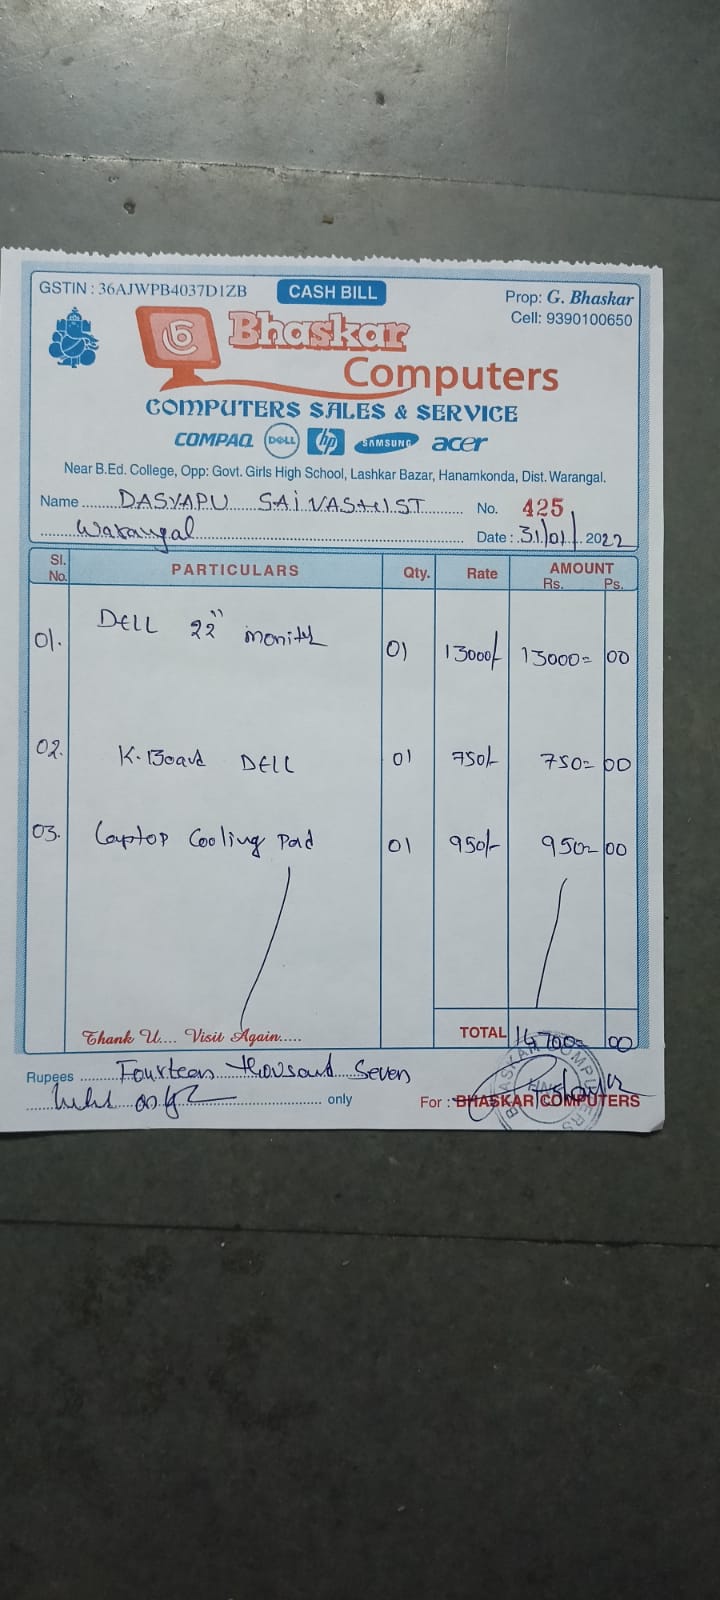 GSTIN : 36AJWPB4037D1ZB CASH BILL Prop: G. Bhaskar
Cell: 9390100650
Bhaskar
Computers
COMPUTERS SALES & SERVICE
COMPAQ DELL hp SAMSUNG acer
Near B.Ed. College, Opp: Govt. Girls High School, Lashkar Bazar, Hanamkonda, Dist. Warangal.
Name DASYAPU SAI VASHIST No. 425
Warangal Date : 31/01/2022
Sl. No. PARTICULARS Qty. Rate AMOUNT Rs. Ps.
01. DELL 22" monitor 01 13000/- 13000= 00
02. K.Board DELL 01 750/- 750= 00
03. Laptop Cooling Pad 01 950/- 950= 00
Thank U.... Visit Again..... TOTAL 14,700= 00
Rupees Fourteen thousand Seven
only For : BHASKAR COMPUTERS